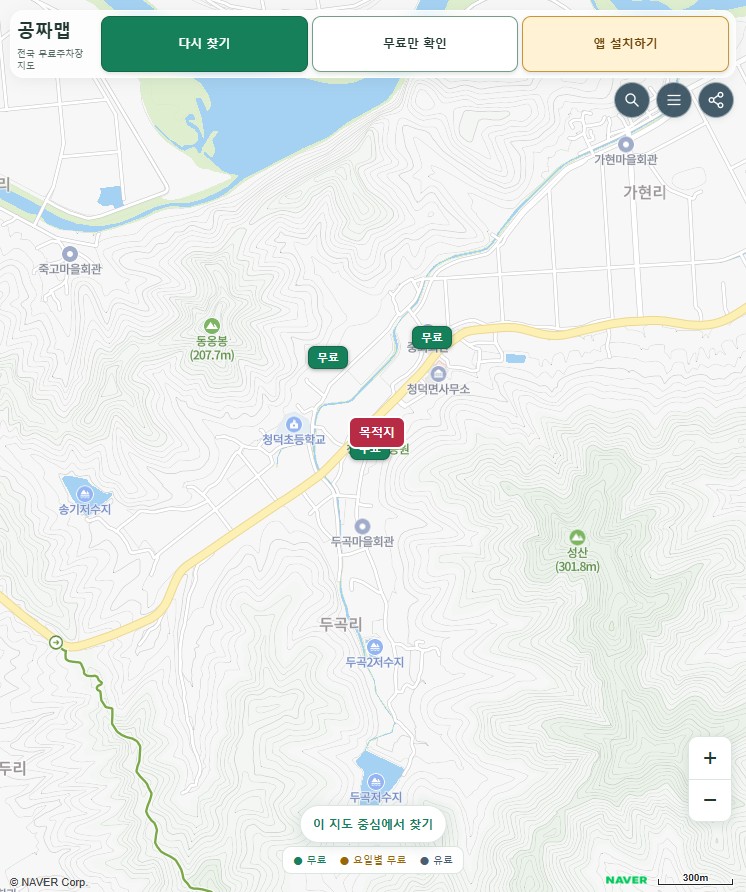 공짜맵
전국 무료주차장
지도
다시 찾기
무료만 확인
앱 설치하기
가현마을회관
가현리
리
죽고마을회관
동웅봉
(207.7m)
무료
무료
청덕면사무소
목적지
청덕초등학교
송기저수지
두곡마을회관
성산
(301.8m)
두곡리
두곡2저수지
두리
두곡저수지
+
−
이 지도 중심에서 찾기
무료
요일별 무료
유료
© NAVER Corp.
NAVER
300m